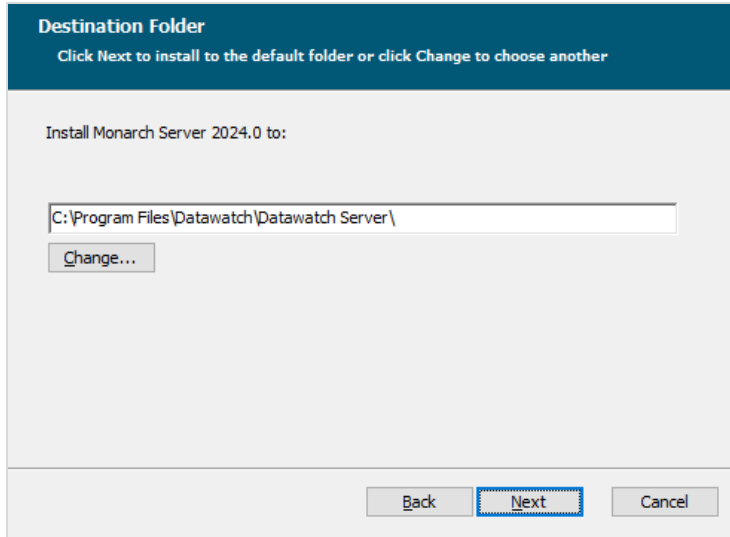 Destination Folder
Click Next to install to the default folder or click Change to choose another
Install Monarch Server 2024.0 to:
C:\Program Files\Datawatch\Datawatch Server\
Change...
Back Next Cancel